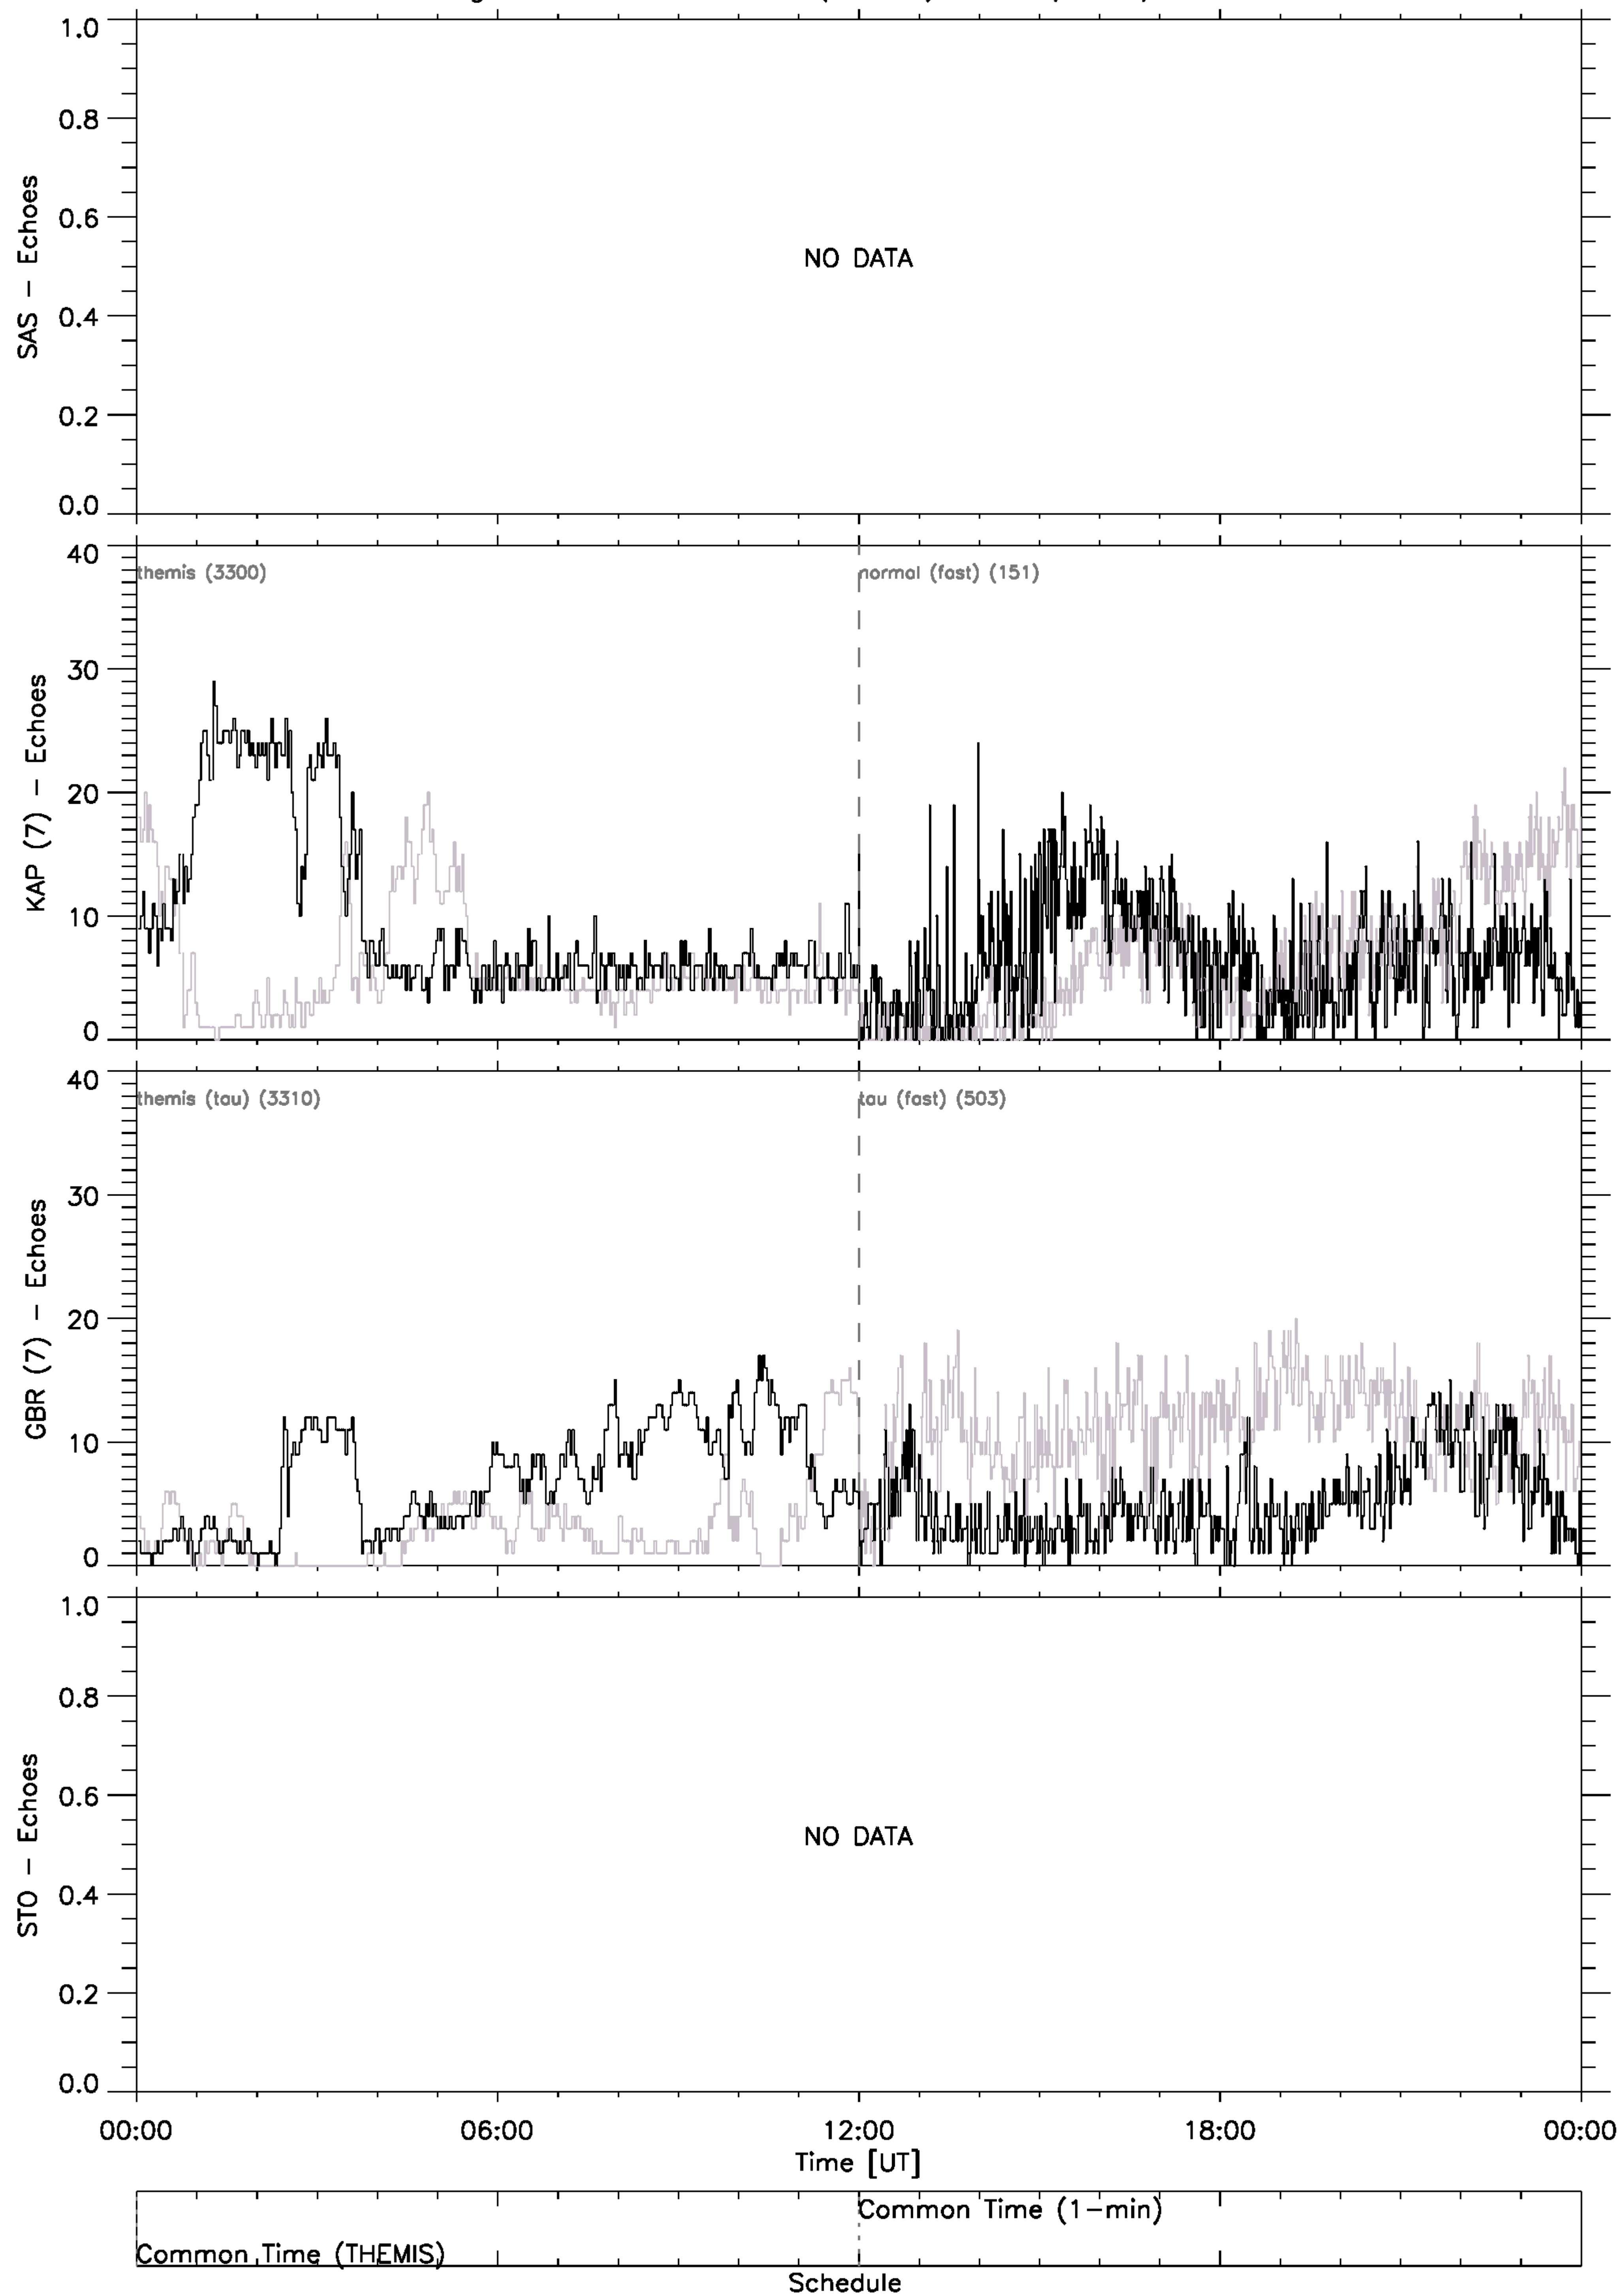 1.0
0.8
0.6
0.4
0.2
0.0
SAS - Echoes
NO DATA
40
30
20
10
0
KAP (7) - Echoes
themis (3300)
normal (fast) (151)
40
30
20
10
0
GBR (7) - Echoes
themis (tau) (3310)
tau (fast) (503)
1.0
0.8
0.6
0.4
0.2
0.0
STO - Echoes
NO DATA
00:00 06:00 12:00 18:00 00:00
Time [UT]
Common Time (1-min)
Common Time (THEMIS)
Schedule